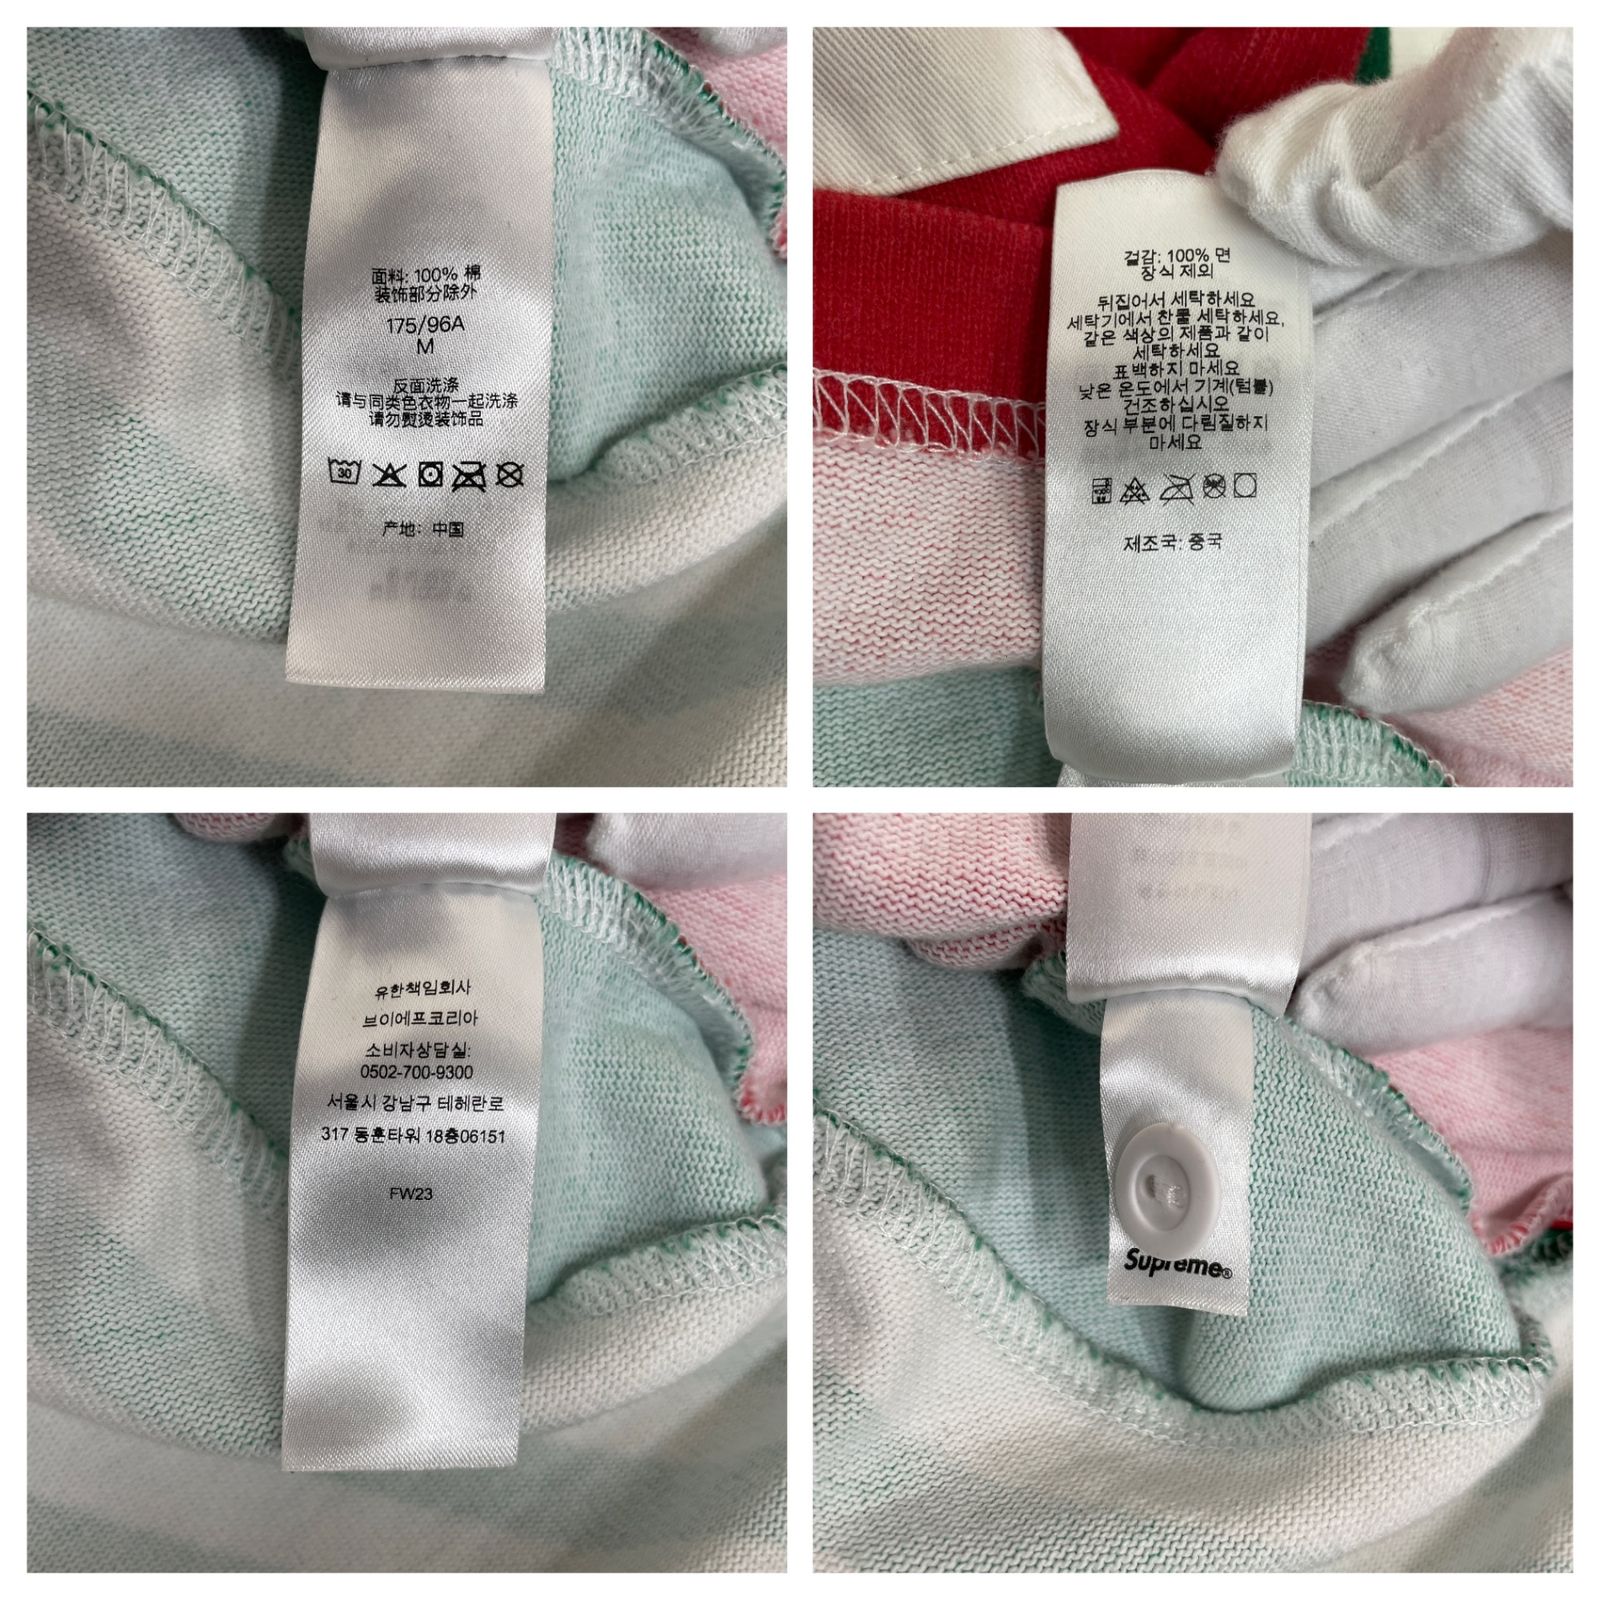 面料: 100% 棉
装饰部分除外
175/96A
M
反面洗涤
请与同类色衣物一起洗涤
请勿熨烫装饰品
30
产地: 中国
겉감: 100% 면
장식 제외
뒤집어서 세탁하세요
세탁기에서 찬물 세탁하세요,
같은 색상의 제품과 같이
세탁하세요
표백하지 마세요
낮은 온도에서 기계(텀블)
건조하십시오
장식 부분에 다림질하지
마세요
제조국: 중국
유한책임회사
브이에프코리아
소비자상담실:
0502-700-9300
서울시 강남구 테헤란로
317 동훈타워 18층06151
FW23
Supreme®